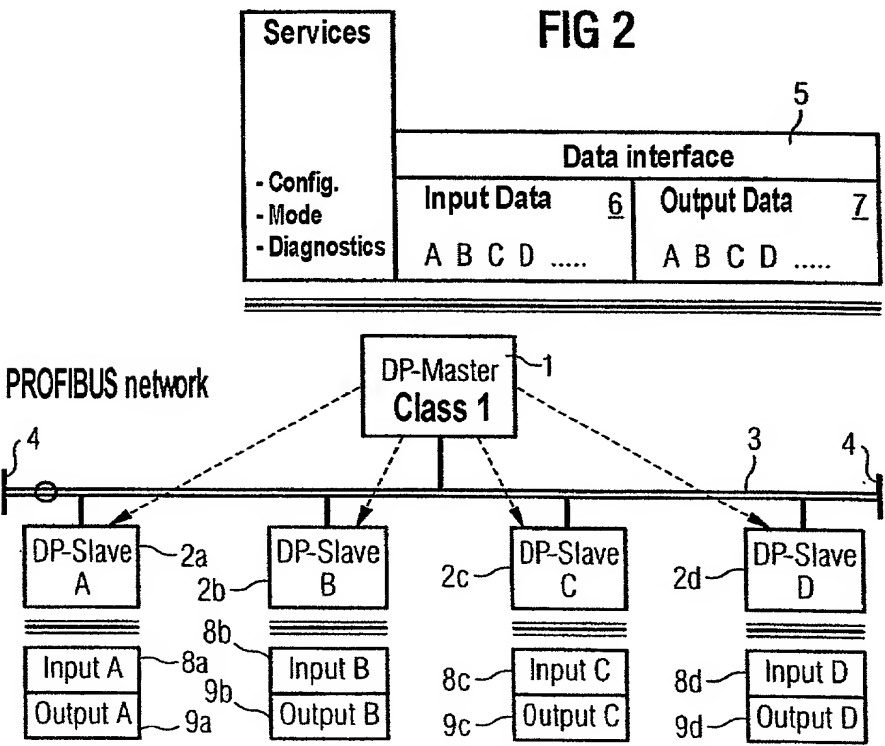 FIG 2
Services
- Config.
- Mode
- Diagnostics
5
Data interface
Input Data 6
A B C D .....
Output Data 7
A B C D .....
DP-Master
Class 1
1
PROFIBUS network
4
3
4
DP-Slave
A
2a
DP-Slave
B
2b
DP-Slave
C
2c
DP-Slave
D
2d
Input A
8a
Output A
9a
8b
Input B
9b
Output B
8c
Input C
9c
Output C
8d
Input D
9d
Output D